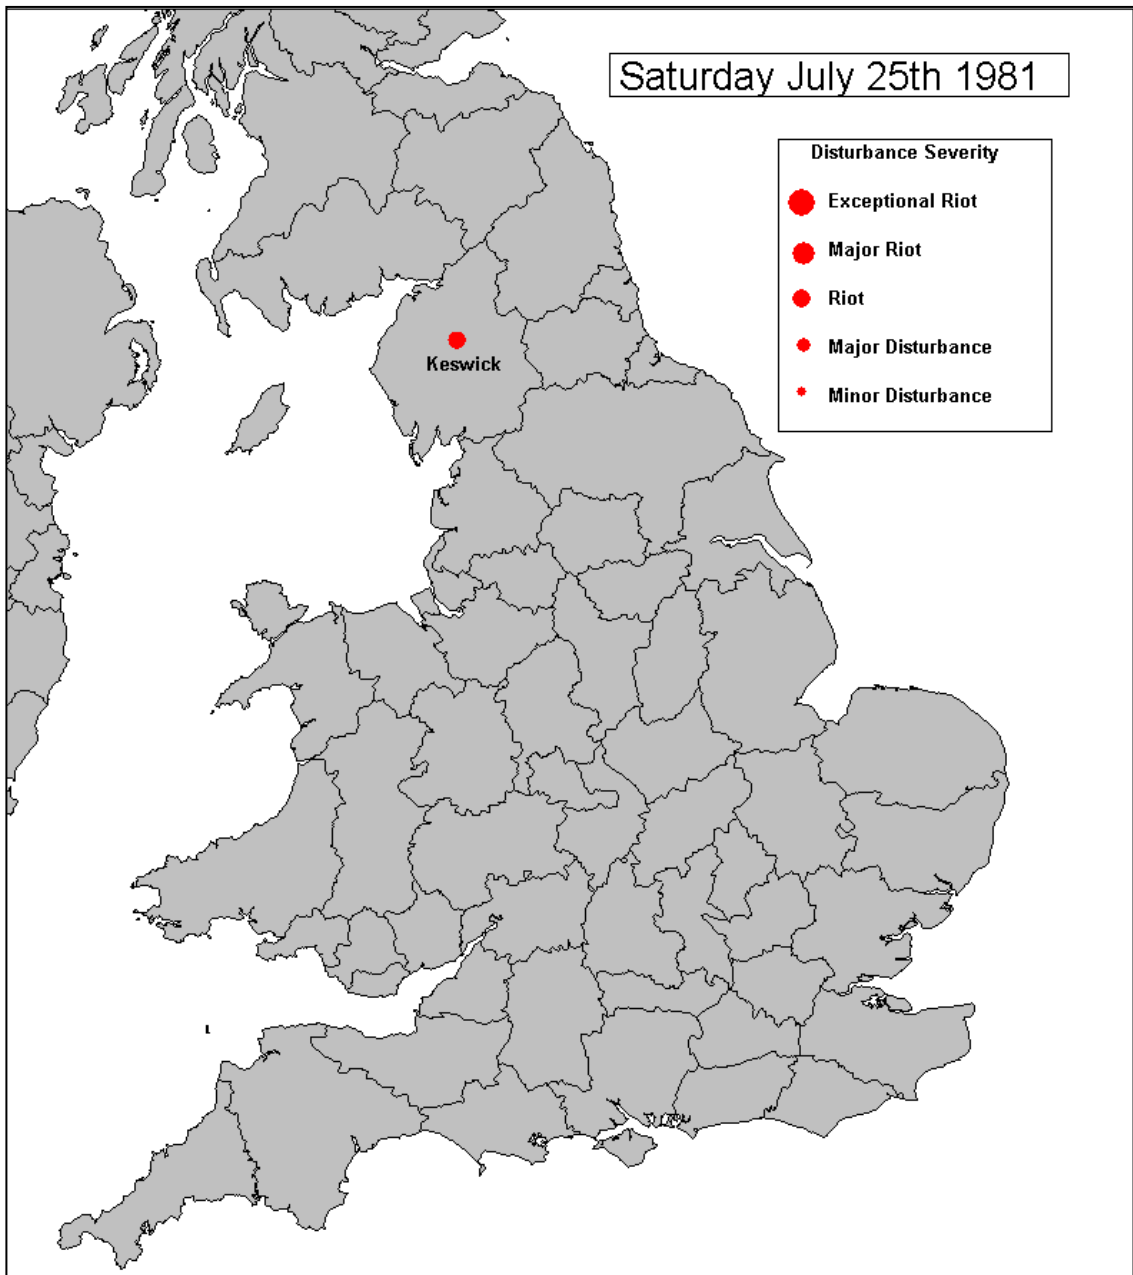 Saturday July 25th 1981
Disturbance Severity
Exceptional Riot
Major Riot
Riot
Major Disturbance
Minor Disturbance
Keswick